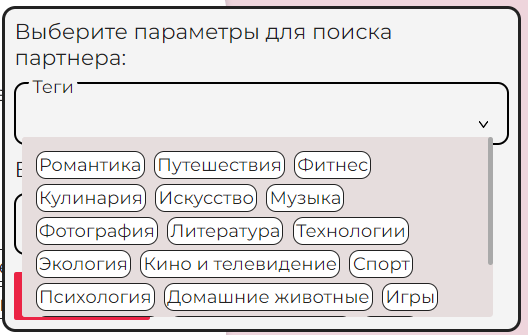 Выберите параметры для поиска
партнера:
Теги
Романтика Путешествия Фитнес
Кулинария Искусство Музыка
Фотография Литература Технологии
Экология Кино и телевидение Спорт
Психология Домашние животные Игры